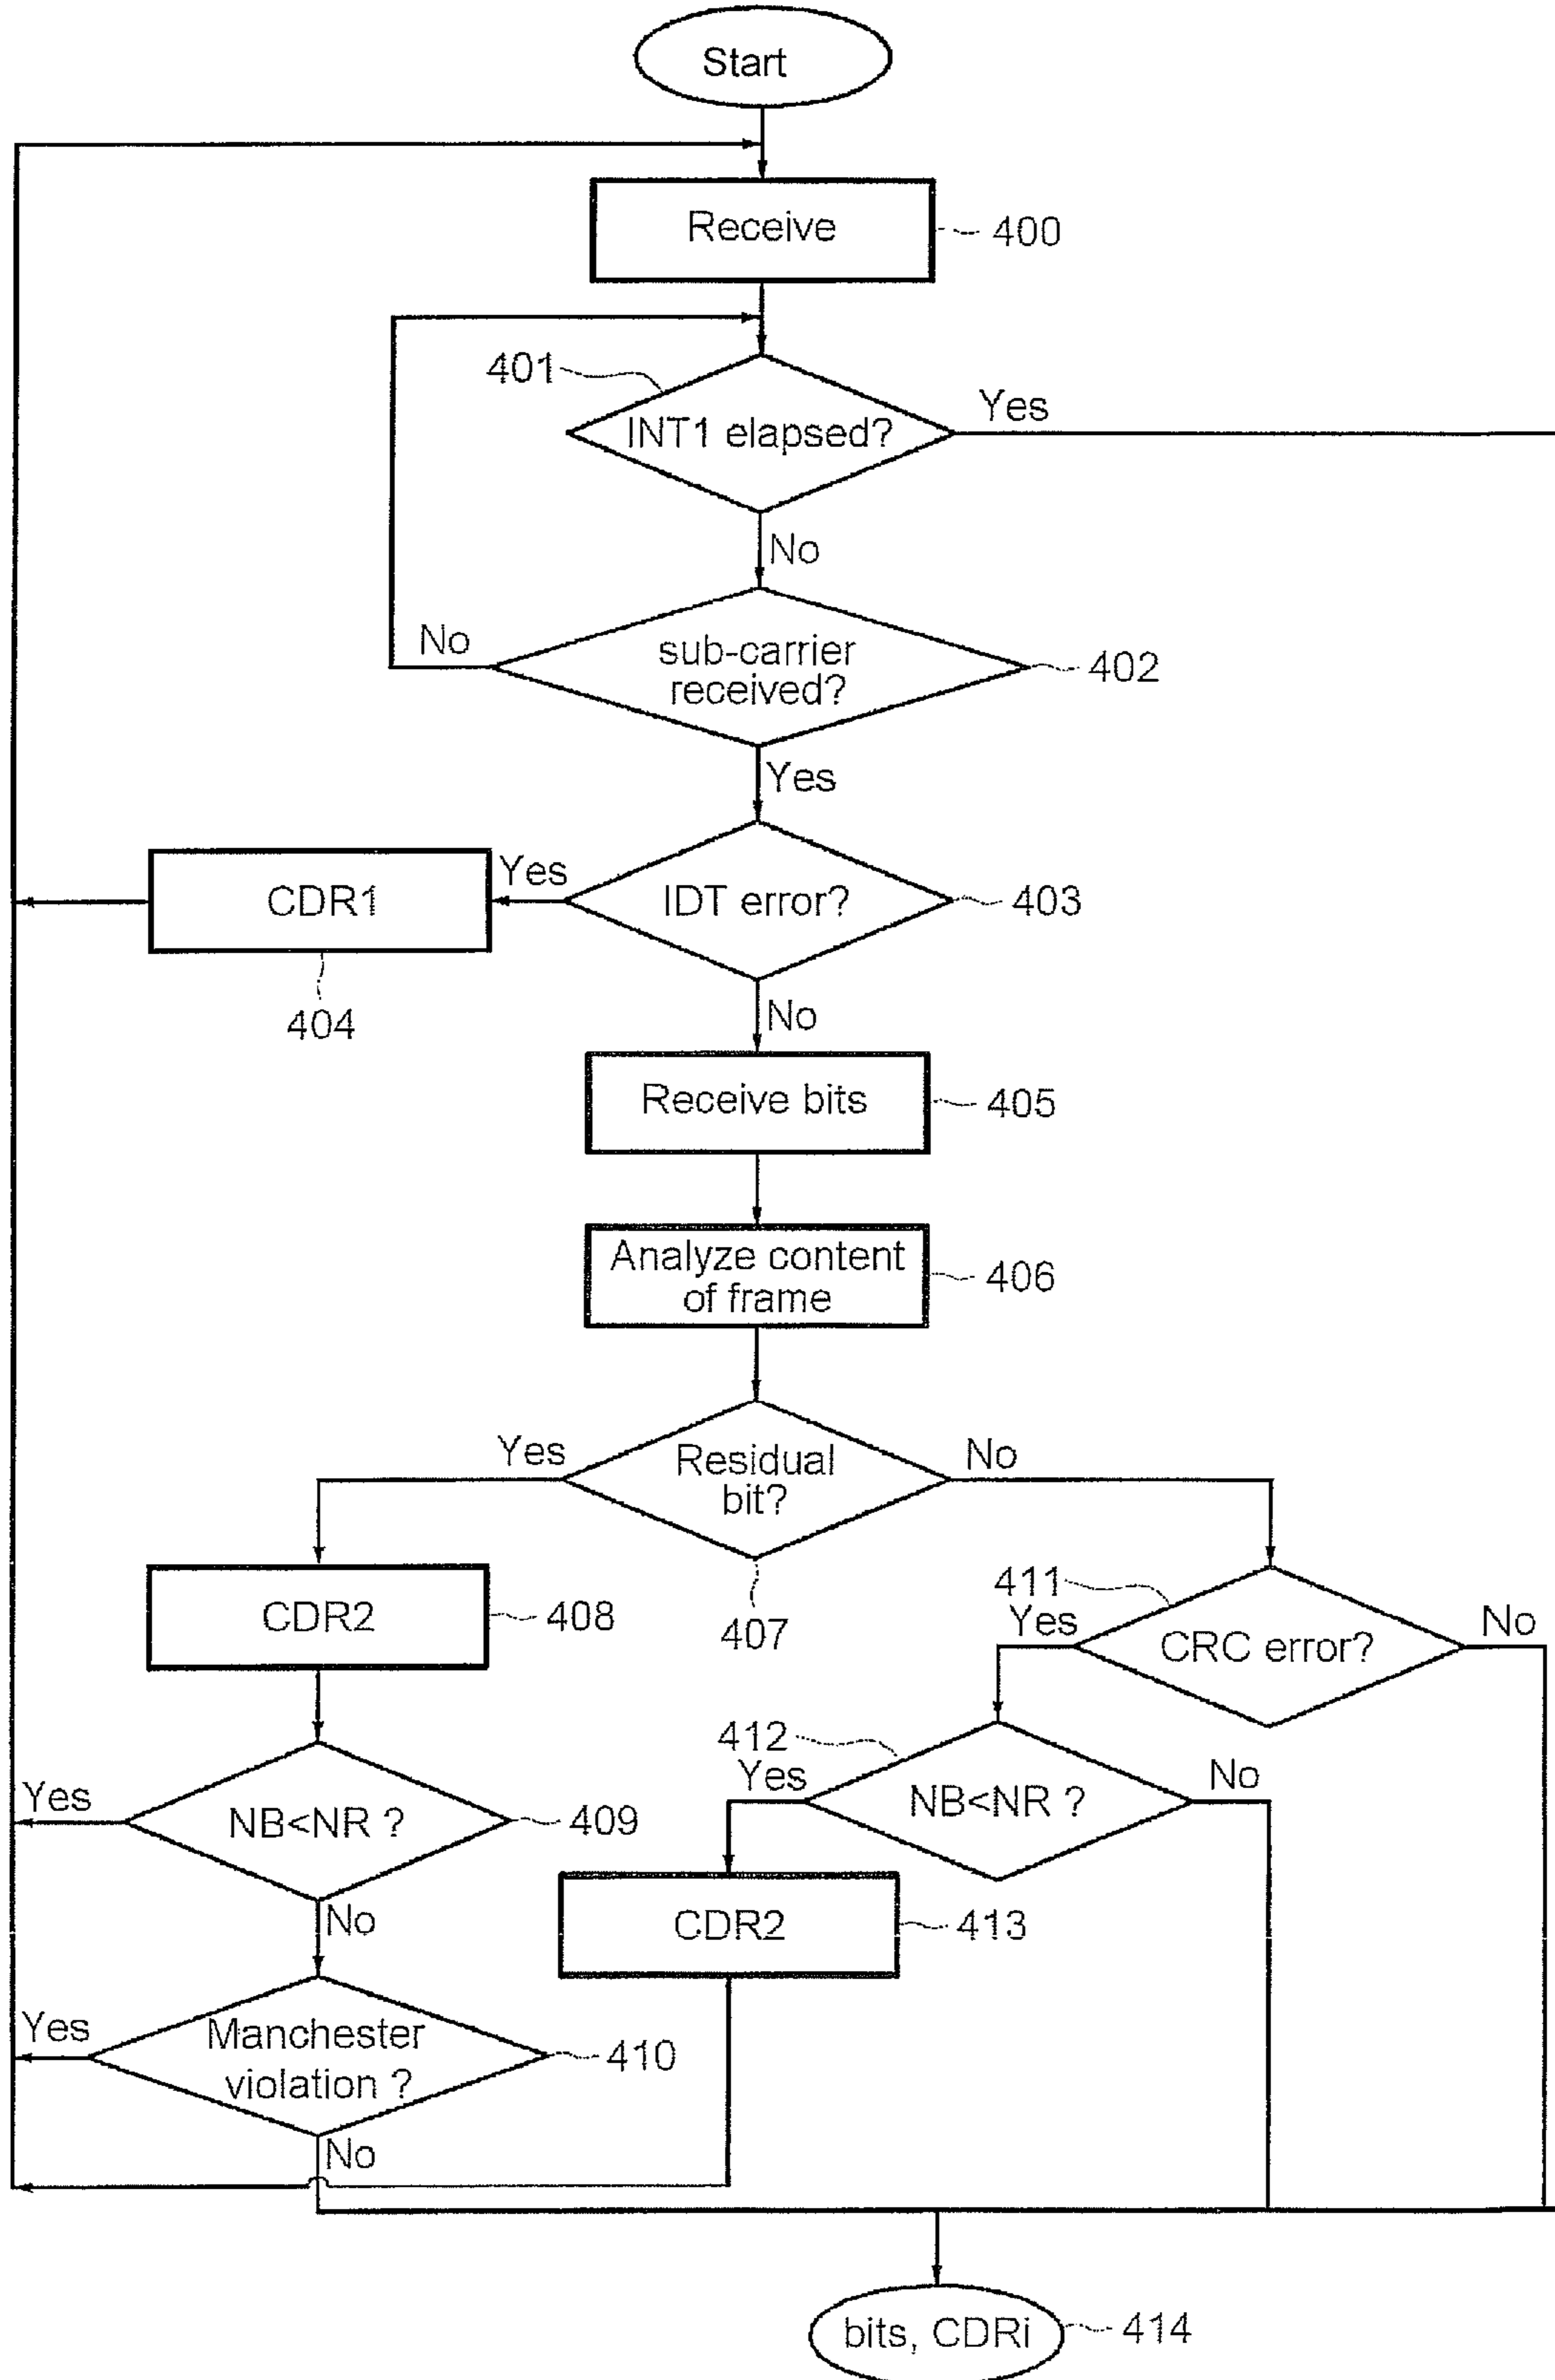 Start
Receive
400
401
INT1 elapsed?
Yes
No
No
sub-carrier
received?
402
Yes
CDR1
Yes
IDT error?
403
404
No
Receive bits
405
Analyze content
of frame
406
Yes
Residual
bit?
No
407
CDR2
408
411
Yes
CRC error?
No
412
Yes
NB<NR ?
No
Yes
NB<NR ?
409
No
CDR2
413
Yes
Manchester
violation ?
410
No
bits, CDRi
414